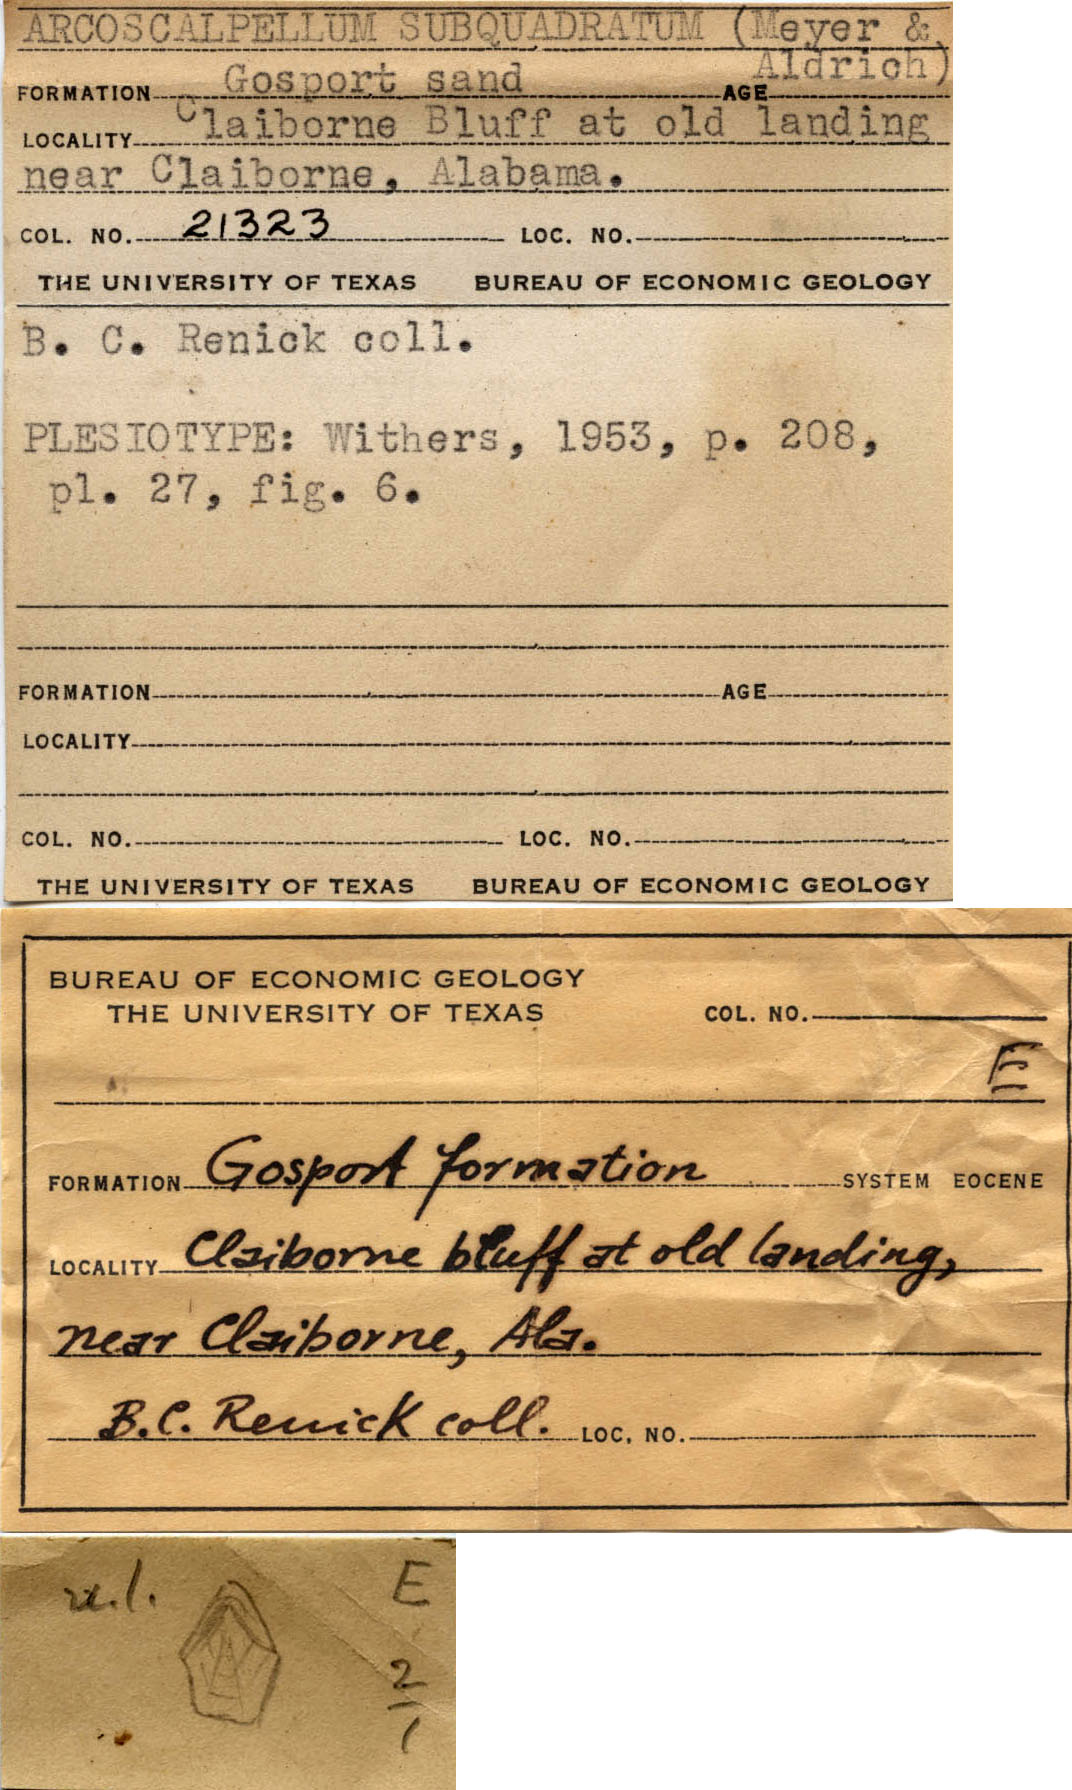 ARCOSCALPELLUM SUBQUADRATUM (Meyer &
Aldrich)
FORMATION Gosport sand AGE
LOCALITY Claiborne Bluff at old landing
near Claiborne, Alabama.
COL. NO. 21323 LOC. NO.
THE UNIVERSITY OF TEXAS BUREAU OF ECONOMIC GEOLOGY
B. C. Renick coll.
PLESIOTYPE: Withers, 1953, p. 208,
pl. 27, fig. 6.
FORMATION AGE
LOCALITY
COL. NO. LOC. NO.
THE UNIVERSITY OF TEXAS BUREAU OF ECONOMIC GEOLOGY
BUREAU OF ECONOMIC GEOLOGY
THE UNIVERSITY OF TEXAS COL. NO.
E
FORMATION Gosport formation SYSTEM EOCENE
LOCALITY Claiborne bluff at old landing,
near Claiborne, Ala.
B.C. Renick coll. LOC. NO.
E
2
1